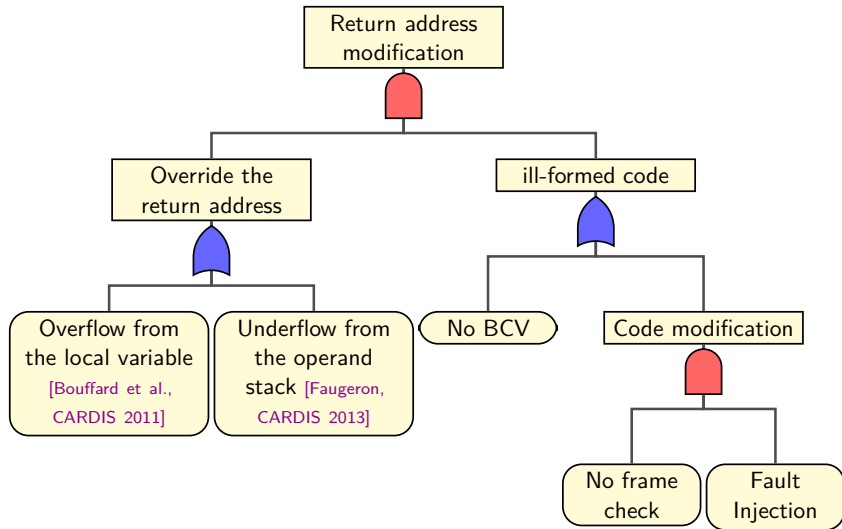 Return address
modification
Override the
return address
ill-formed code
Overflow from
the local variable
[Bouffard et al.,
CARDIS 2011]
Underflow from
the operand
stack [Faugeron,
CARDIS 2013]
No BCV
Code modification
No frame
check
Fault
Injection